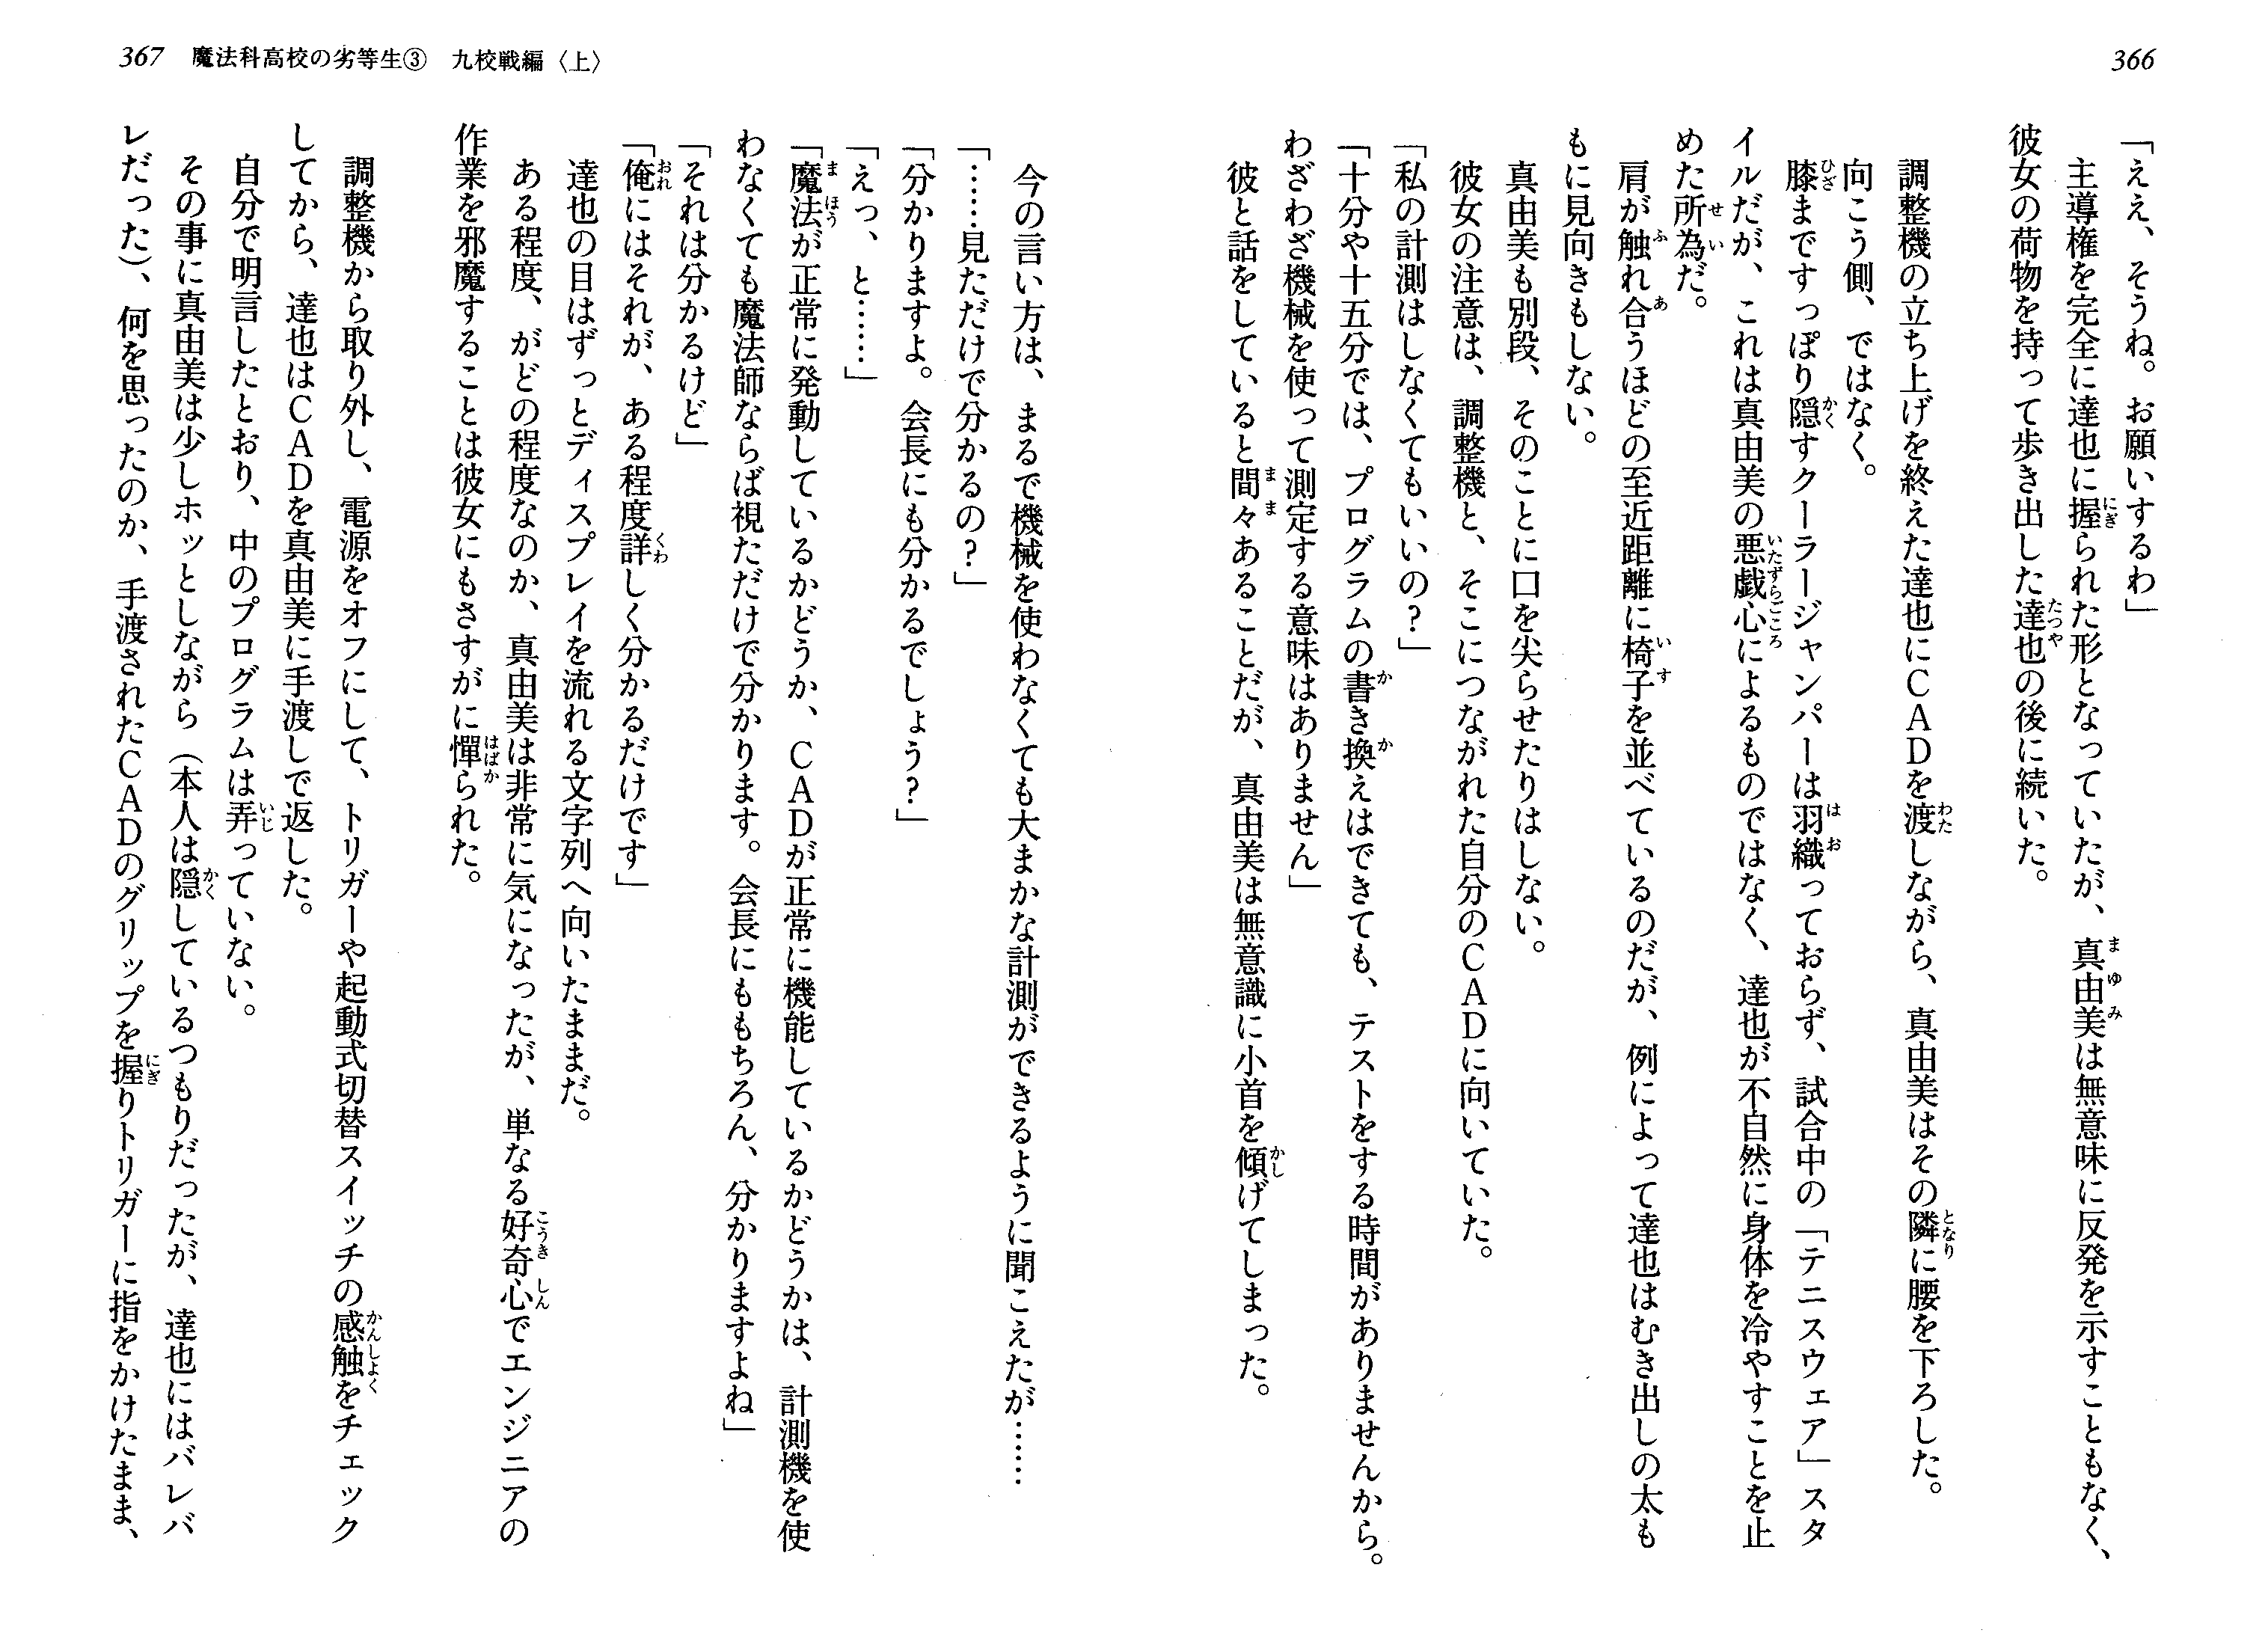 366
「ええ、そうね。お願いするわ」
主導権を完全に達也に握られた形となっていたが、真由美は無意味に反発を示すこともなく、
彼女の荷物を持って歩き出した達也の後に続いた。
調整機の立ち上げを終えた達也にCADを渡しながら、真由美はその隣に腰を下ろした。
向こう側、ではなく。
膝まですっぽり隠すクーラージャンパーは羽織っておらず、試合中の「テニスウェア」スタ
イルだが、これは真由美の悪戯心によるものではなく、達也が不自然に身体を冷やすことを止
めた所為だ。
肩が触れ合うほどの至近距離に椅子を並べているのだが、例によって達也はむき出しの太も
もに見向きもしない。
真由美も別段、そのことに口を尖らせたりはしない。
彼女の注意は、調整機と、そこにつながれた自分のCADに向いていた。
「私の計測はしなくてもいいの?」
「十分や十五分では、プログラムの書き換えはできても、テストをする時間がありませんから。
わざわざ機械を使って測定する意味はありません」
彼と話をしていると間々あることだが、真由美は無意識に小首を傾げてしまった。
367 魔法科高校の劣等生③ 九校戦編〈上〉
今の言い方は、まるで機械を使わなくても大まかな計測ができるように聞こえたが……
「……見ただけで分かるの?」
「分かりますよ。会長にも分かるでしょう?」
「えっ、と……」
「魔法が正常に発動しているかどうか、CADが正常に機能しているかどうかは、計測機を使
わなくても魔法師ならば視ただけで分かります。会長にももちろん、分かりますよね」
「それは分かるけど」
「俺にはそれが、ある程度詳しく分かるだけです」
達也の目はずっとディスプレイを流れる文字列へ向いたままだ。
ある程度、がどの程度なのか、真由美は非常に気になったが、単なる好奇心でエンジニアの
作業を邪魔することは彼女にもさすがに憚られた。
調整機から取り外し、電源をオフにして、トリガーや起動式切替スイッチの感触をチェック
してから、達也はCADを真由美に手渡しで返した。
自分で明言したとおり、中のプログラムは弄っていない。
その事に真由美は少しホッとしながら（本人は隠しているつもりだったが、達也にはバレバ
レだった）、何を思ったのか、手渡されたCADのグリップを握りトリガーに指をかけたまま、